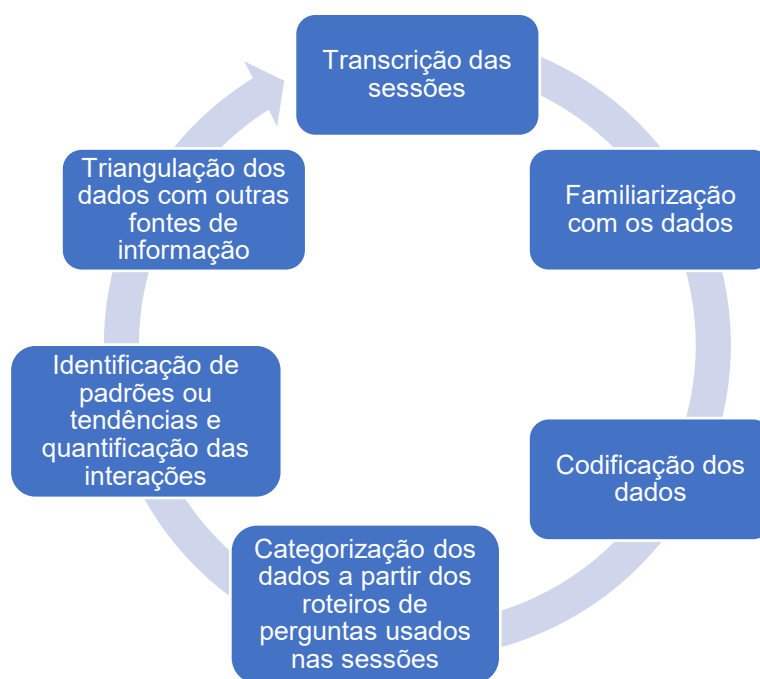 Transcrição das
sessões
Familiarização
com os dados
Codificação dos
dados
Categorização dos
dados a partir dos
roteiros de
perguntas usados
nas sessões
Identificação de
padrões ou
tendências e
quantificação das
interações
Triangulação dos
dados com outras
fontes de
informação